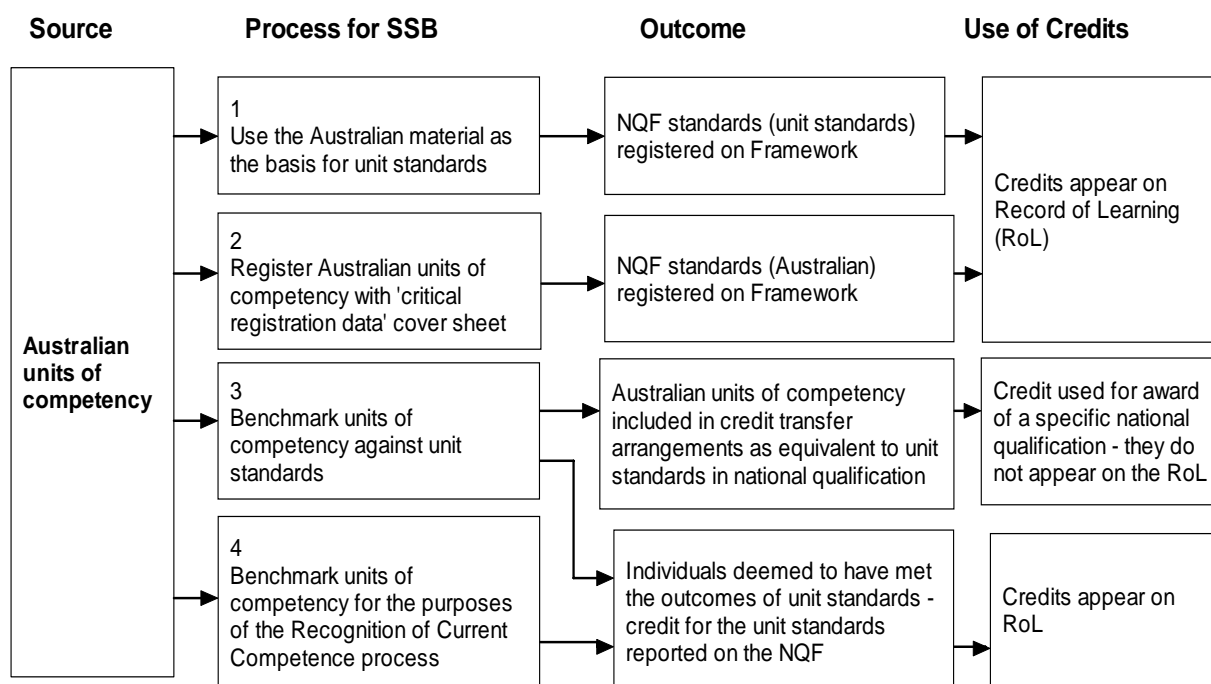 Source
Process for SSB
Outcome
Use of Credits
Australian
units of
competency
1
Use the Australian material as
the basis for unit standards
NQF standards (unit standards)
registered on Framework
Credits appear on
Record of Learning
(RoL)
2
Register Australian units of
competency with 'critical
registration data' cover sheet
NQF standards (Australian)
registered on Framework
3
Benchmark units of
competency against unit
standards
Australian units of competency
included in credit transfer
arrangements as equivalent to unit
standards in national qualification
Credit used for award
of a specific national
qualification - they do
not appear on the RoL
4
Benchmark units of
competency for the purposes
of the Recognition of Current
Competence process
Individuals deemed to have met
the outcomes of unit standards -
credit for the unit standards
reported on the NQF
Credits appear on
RoL